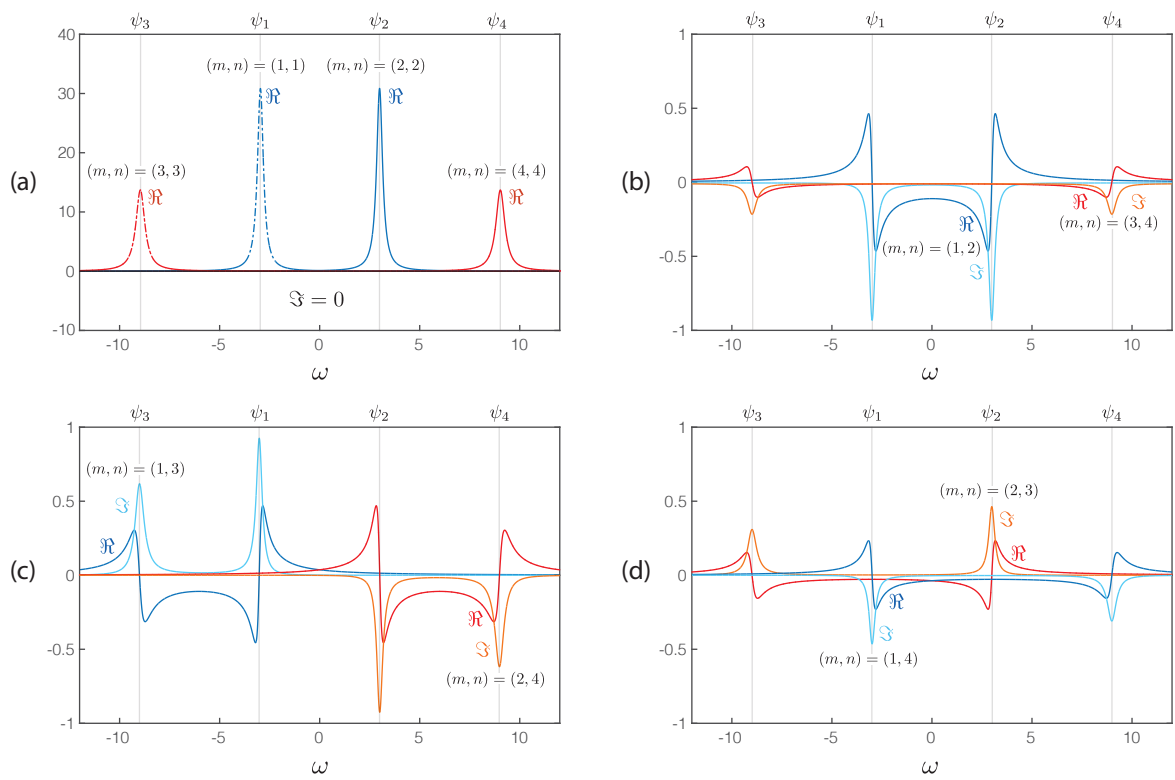 (a)
ψ₃ ψ₁ ψ₂ ψ₄
40
30
20
10
0
-10
(m, n) = (1, 1) (m, n) = (2, 2)
ℜ ℜ
(m, n) = (3, 3) (m, n) = (4, 4)
ℜ ℜ
ℑ = 0
-10 -5 0 5 10
ω
(b)
ψ₃ ψ₁ ψ₂ ψ₄
1
0.5
0
-0.5
-1
ℜ ℑ
(m, n) = (3, 4)
ℜ
(m, n) = (1, 2)
ℑ
-10 -5 0 5 10
ω
(c)
ψ₃ ψ₁ ψ₂ ψ₄
1
0.5
0
-0.5
-1
(m, n) = (1, 3)
ℑ
ℜ
ℜ
ℑ
(m, n) = (2, 4)
-10 -5 0 5 10
ω
(d)
ψ₃ ψ₁ ψ₂ ψ₄
1
0.5
0
-0.5
-1
(m, n) = (2, 3)
ℑ
ℜ
ℜ
ℑ
(m, n) = (1, 4)
-10 -5 0 5 10
ω